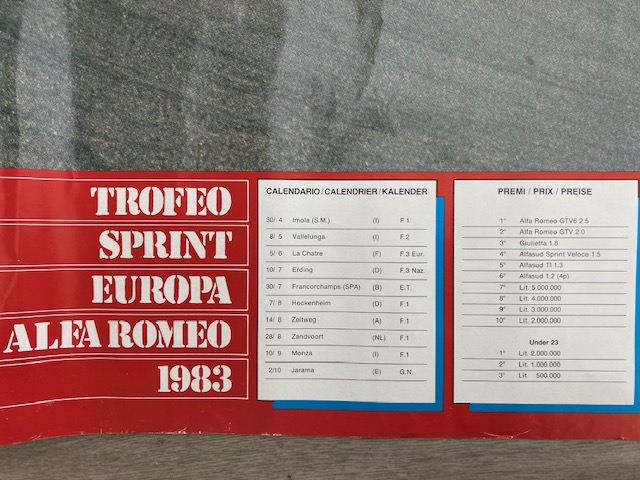 TROFEO
SPRINT
EUROPA
ALFA ROMEO
1983
CALENDARIO/CALENDRIER/KALENDER
30/ 4 Imola (S.M.) (I) F.1
8/ 5 Vallelunga (I) F.2
5/ 6 La Chatre (F) F.3 Eur.
10/ 7 Erding (D) F.3 Naz.
30/ 7 Francorchamps (SPA) (B) E.T.
7/ 8 Hockenheim (D) F.1
14/ 8 Zeltweg (A) F.1
28/ 8 Zandvoort (NL) F.1
10/ 9 Monza (I) F.1
2/10 Jarama (E) G.N.
PREMI / PRIX / PREISE
1° Alfa Romeo GTV6 2.5
2° Alfa Romeo GTV 2.0
3° Giulietta 1.8
4° Alfasud Sprint Veloce 1.5
5° Alfasud TI 1.3
6° Alfasud 1.2 (4p)
7° Lit. 5.000.000
8° Lit. 4.000.000
9° Lit. 3.000.000
10° Lit. 2.000.000
Under 23
1° Lit. 2.000.000
2° Lit. 1.000.000
3° Lit. 500.000